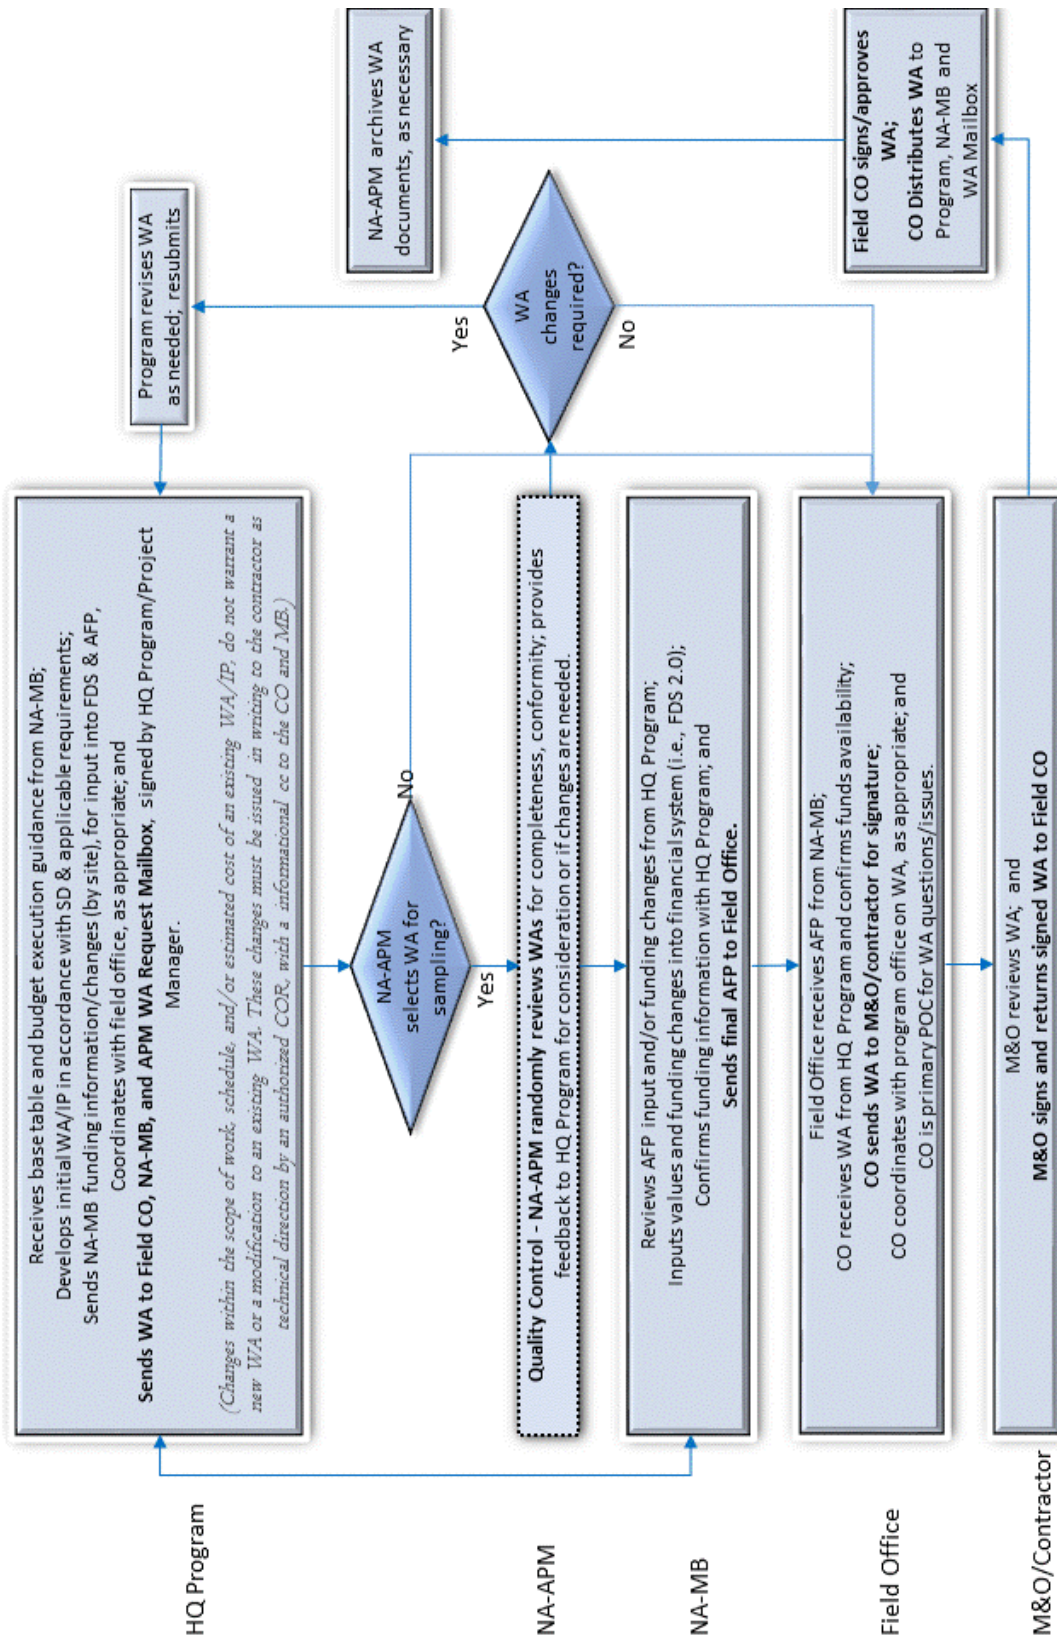 HQ Program
Receives base table and budget execution guidance from NA-MB;
Develops initial WA/IP in accordance with SD & applicable requirements;
Sends NA-MB funding information/changes (by site), for input into FDS & AFP,
Coordinates with field office, as appropriate; and
Sends WA to Field CO, NA-MB, and APM WA Request Mailbox, signed by HQ Program/Project
Manager.
(Changes within the scope of work, schedule, and/or estimated cost of an existing WA/IP, do not warrant a
new WA or a modification to an existing WA. These changes must be issued in writing to the contractor as
technical direction by an authorized COR, with a informational cc to the CO and MB.)
Program revises WA
as needed; resubmits
NA-APM
selects WA for
sampling?
No
Yes
NA-APM
Quality Control - NA-APM randomly reviews WAs for completeness, conformity; provides
feedback to HQ Program for consideration or if changes are needed.
Yes
WA
changes
required?
No
NA-APM archives WA
documents, as necessary
NA-MB
Reviews AFP input and/or funding changes from HQ Program;
Inputs values and funding changes into financial system (i.e., FDS 2.0);
Confirms funding information with HQ Program; and
Sends final AFP to Field Office.
Field Office
Field Office receives AFP from NA-MB;
CO receives WA from HQ Program and confirms funds availability;
CO sends WA to M&O/contractor for signature;
CO coordinates with program office on WA, as appropriate; and
CO is primary POC for WA questions/issues.
Field CO signs/approves
WA;
CO Distributes WA to
Program, NA-MB and
WA Mailbox
M&O/Contractor
M&O reviews WA; and
M&O signs and returns signed WA to Field CO